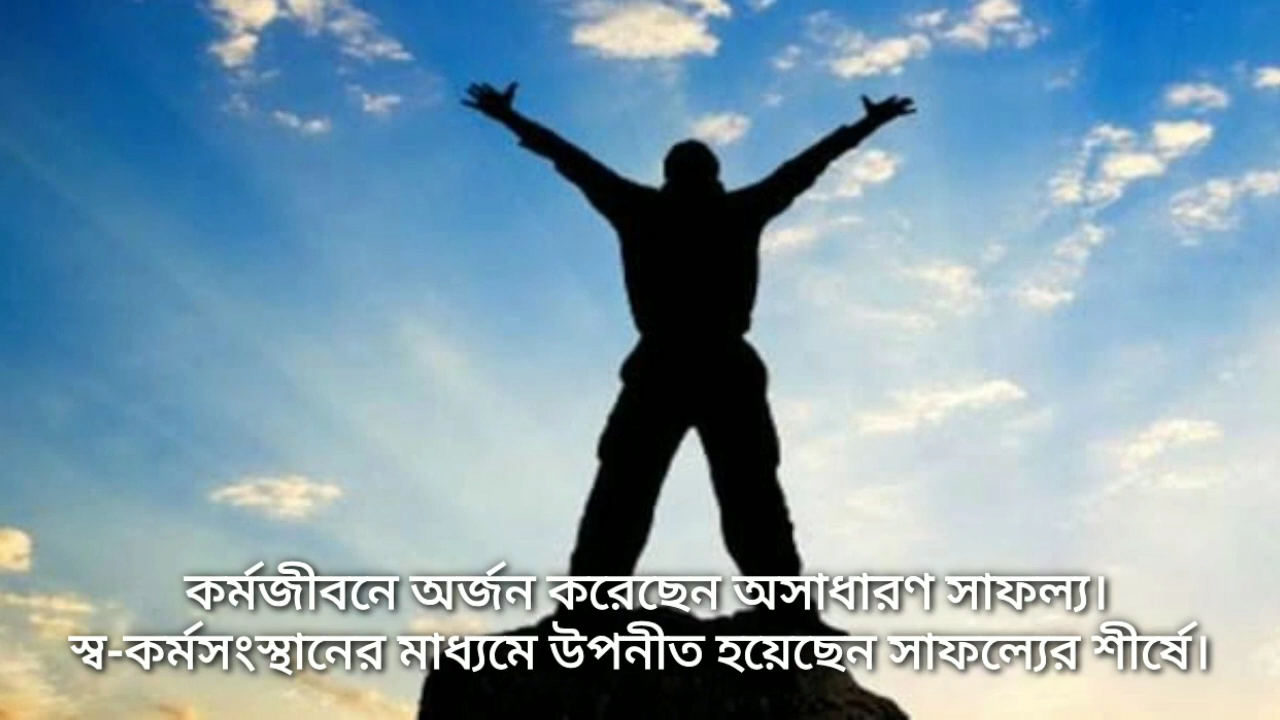 কর্মজীবনে অর্জন করেছেন অসাধারণ সাফল্য।
স্ব-কর্মসংস্থানের মাধ্যমে উপনীত হয়েছেন সাফল্যের শীর্ষে।